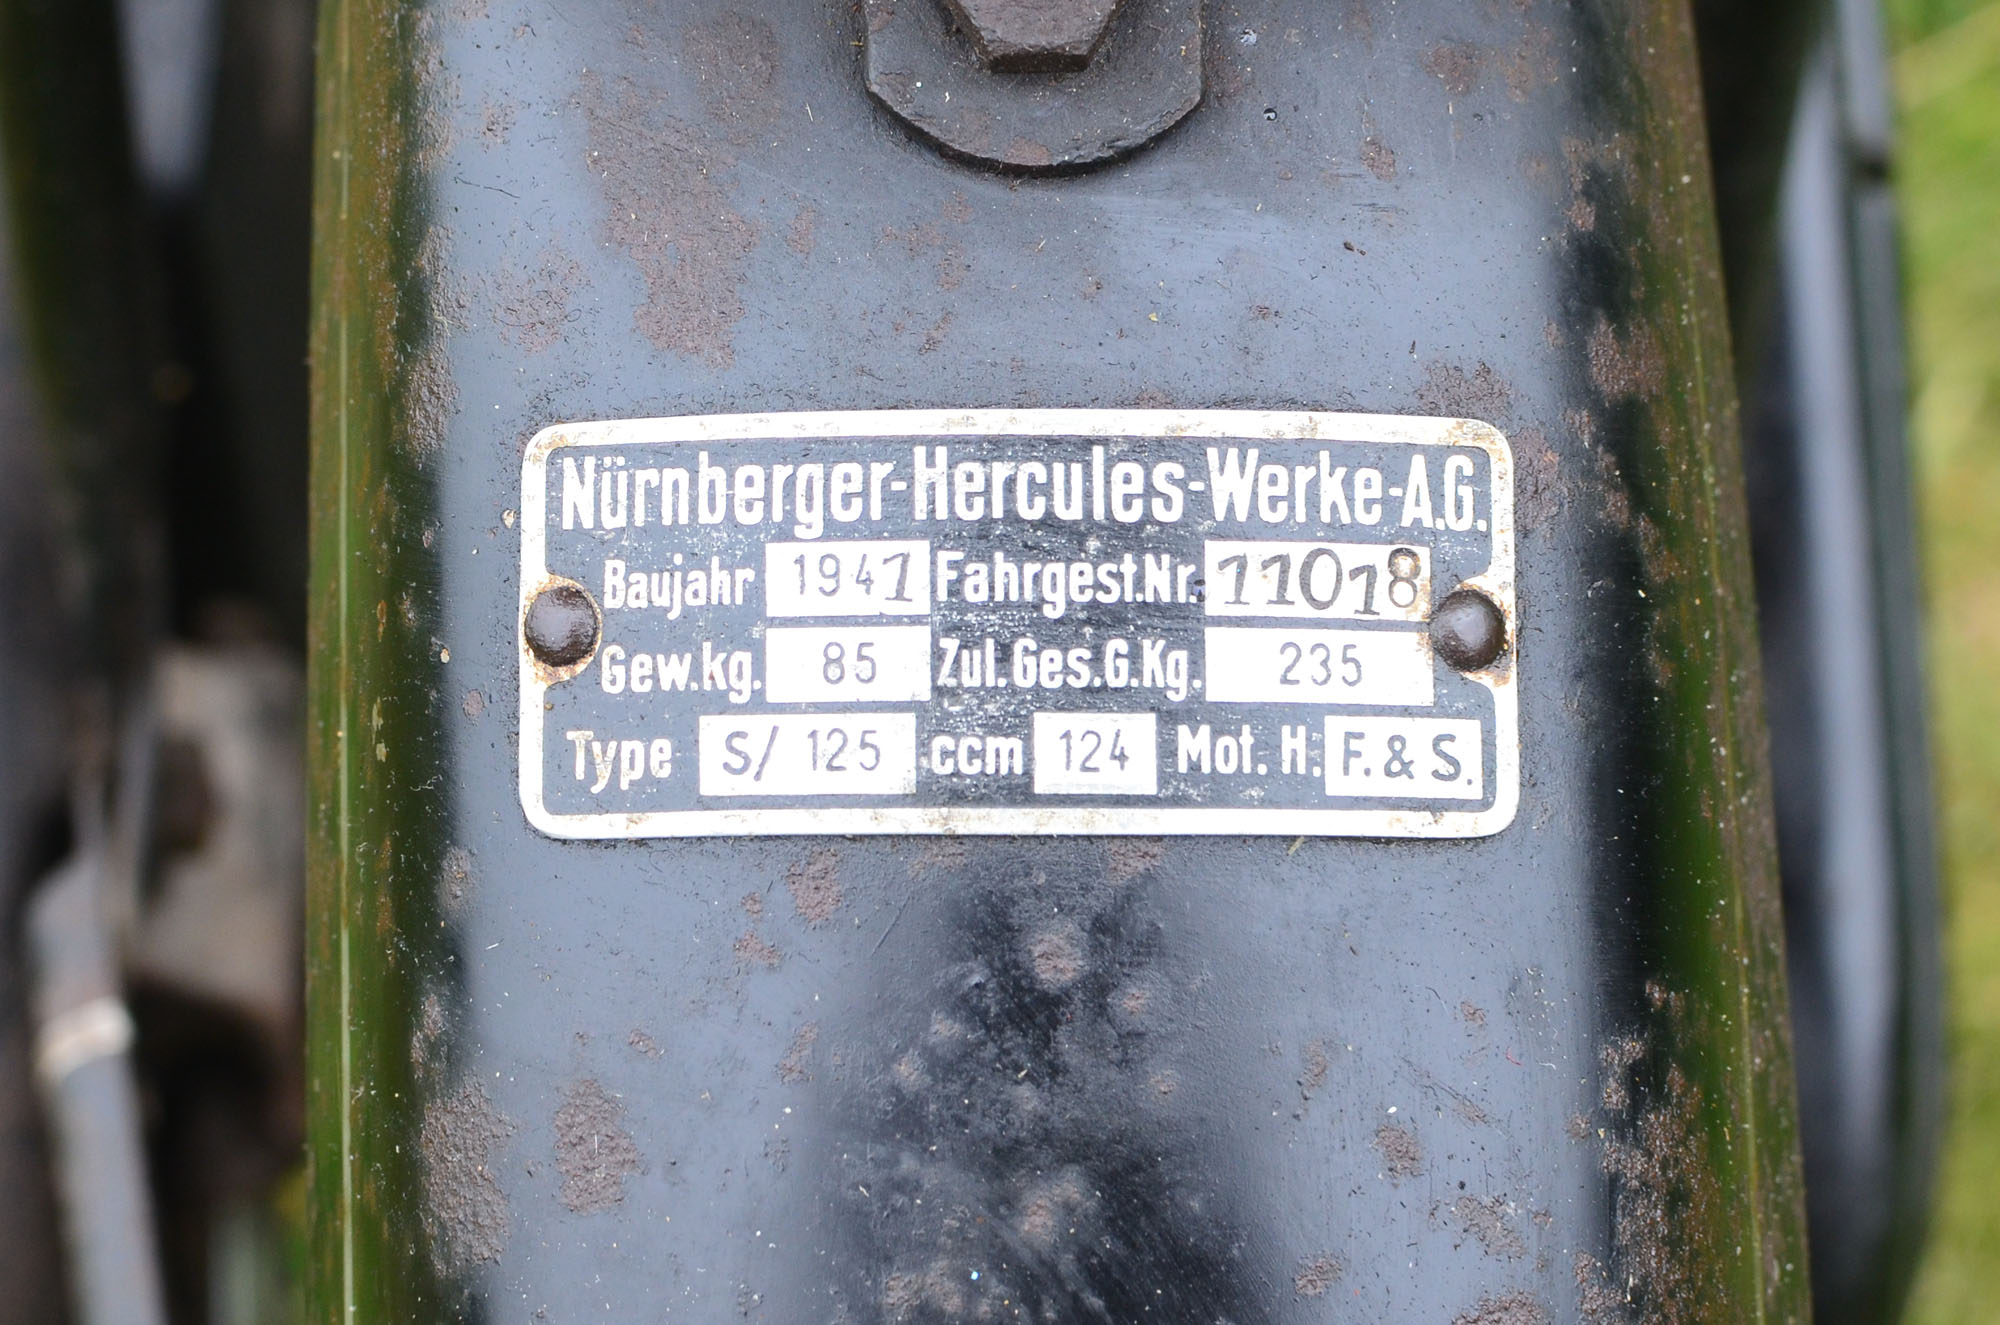 Nürnberger-Hercules-Werke-A.G.
Baujahr 1941 Fahrgest.Nr. 11018
Gew.kg. 85 Zul.Ges.G.Kg. 235
Type S/ 125 ccm 124 Mot. H. F. & S.